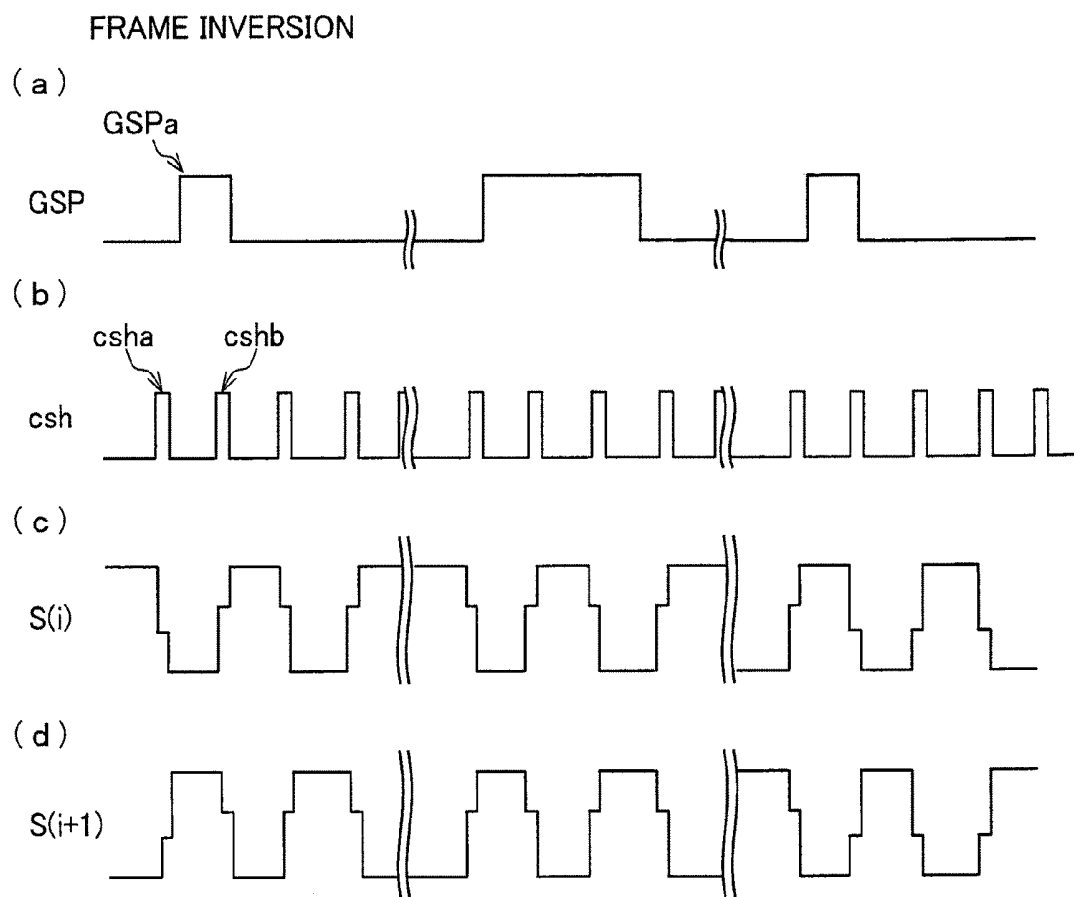 FRAME INVERSION
( a )
GSPa
GSP
( b )
csha cshb
csh
( c )
S(i)
( d )
S(i+1)